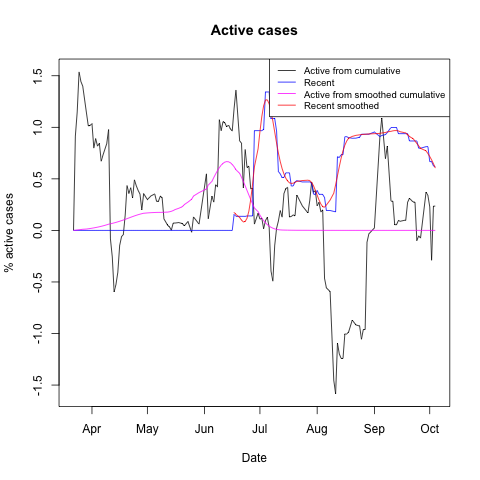 Active cases
Active from cumulative
Recent
Active from smoothed cumulative
Recent smoothed
% active cases
1.5
1.0
0.5
0.0
-0.5
-1.0
-1.5
Apr May Jun Jul Aug Sep Oct
Date